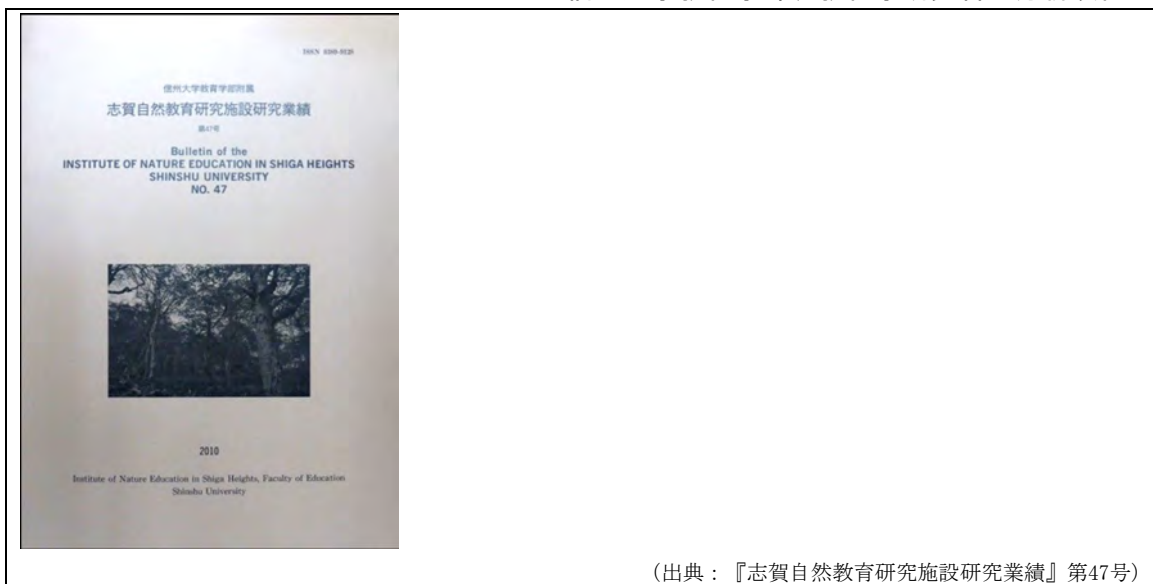 信州大学教育学部附属
志賀自然教育研究施設研究業績
第47号
Bulletin of the
INSTITUTE OF NATURE EDUCATION IN SHIGA HEIGHTS
SHINSHU UNIVERSITY
NO. 47
2010
Institute of Nature Education in Shiga Heights, Faculty of Education
Shinshu University
(出典：『志賀自然教育研究施設研究業績』第47号)